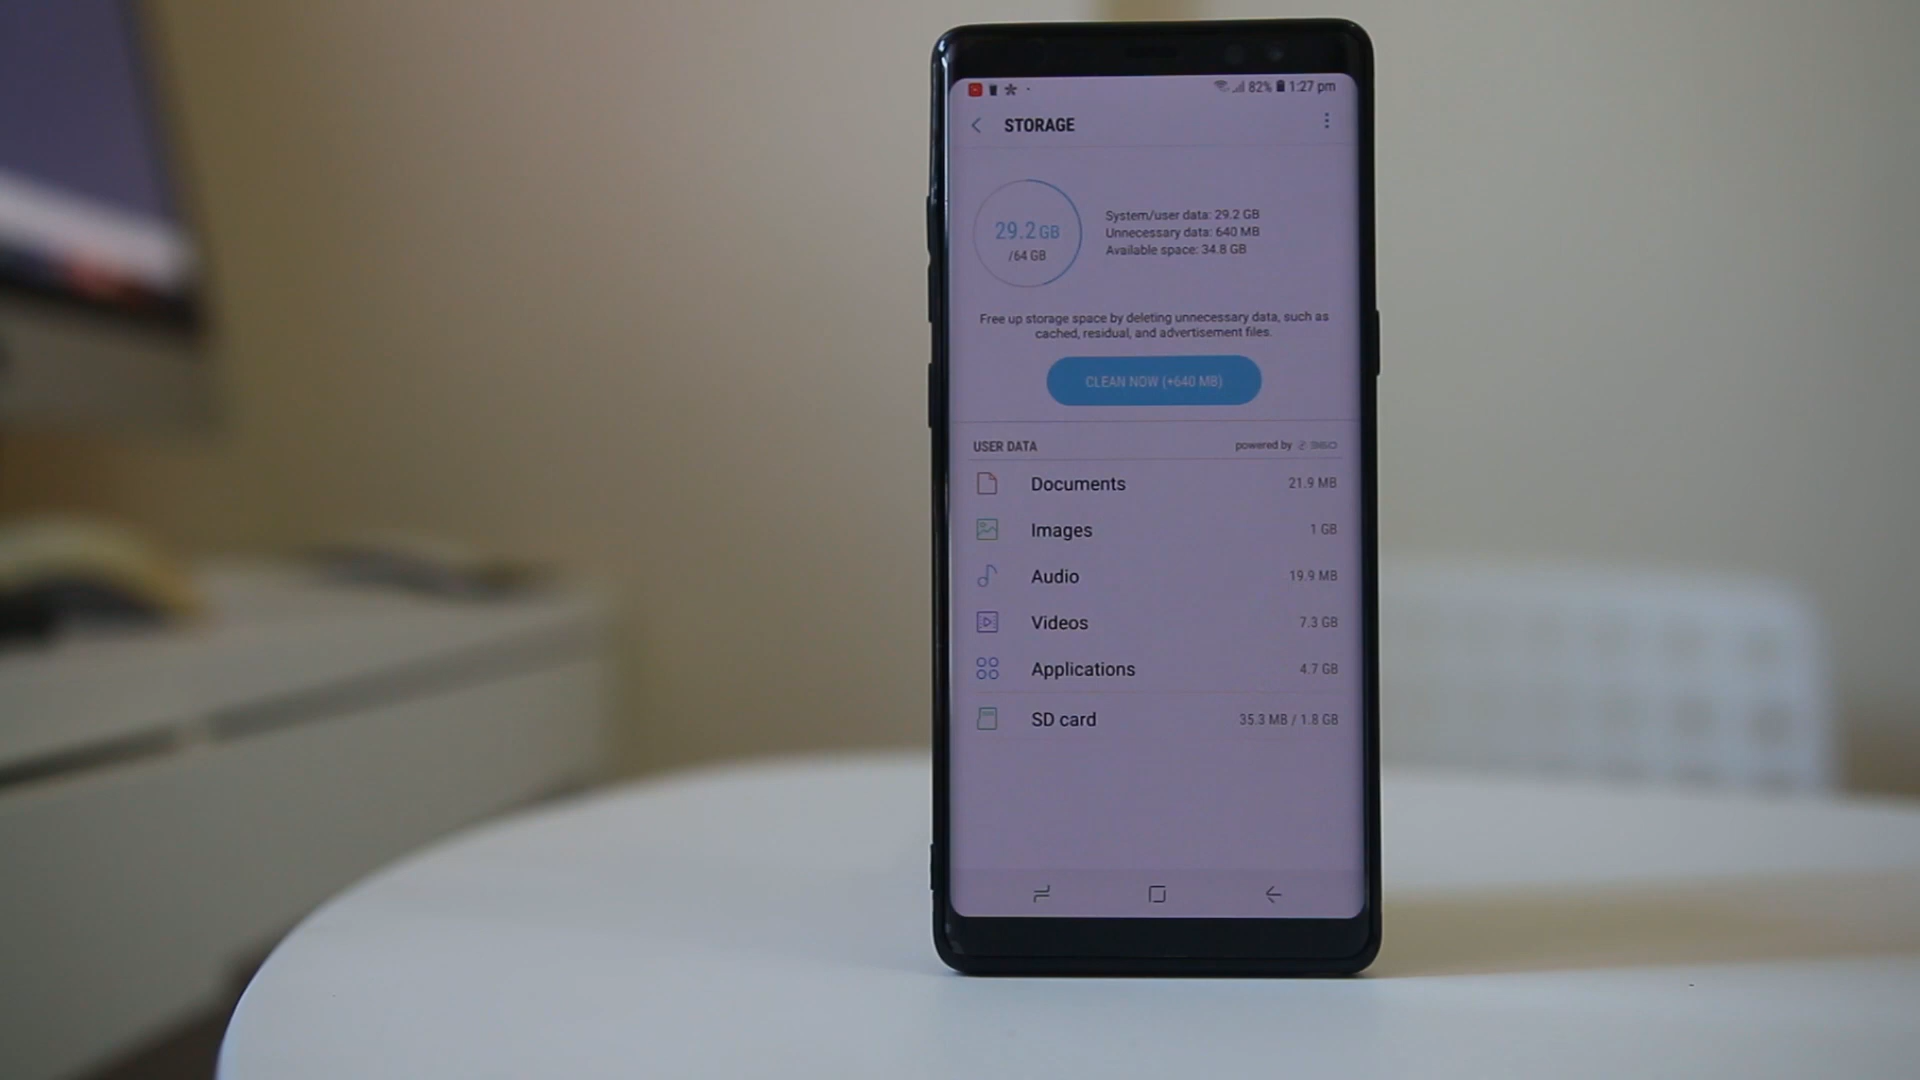 82% 1:27 pm
STORAGE
29.2 GB
/64 GB
System/user data: 29.2 GB
Unnecessary data: 640 MB
Available space: 34.8 GB
Free up storage space by deleting unnecessary data, such as
cached, residual, and advertisement files.
CLEAN NOW (+640 MB)
USER DATA powered by 360
Documents 21.9 MB
Images 1 GB
Audio 19.9 MB
Videos 7.3 GB
Applications 4.7 GB
SD card 35.3 MB / 1.8 GB